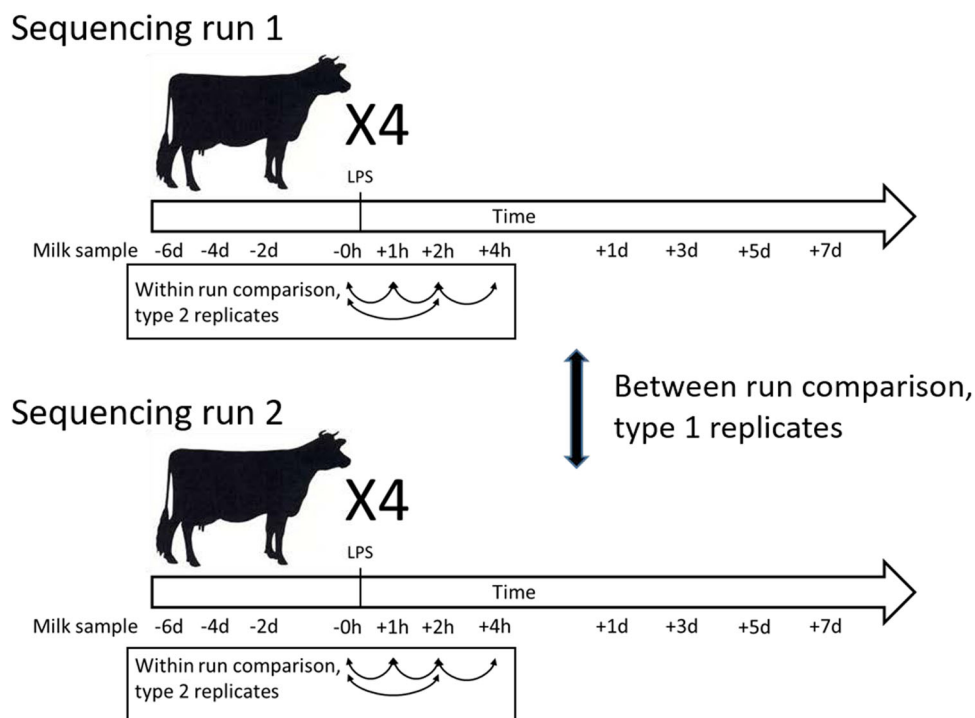 Sequencing run 1
X4
LPS
Time
Milk sample -6d -4d -2d -0h +1h +2h +4h +1d +3d +5d +7d
Within run comparison,
type 2 replicates
Between run comparison,
type 1 replicates
Sequencing run 2
X4
LPS
Time
Milk sample -6d -4d -2d -0h +1h +2h +4h +1d +3d +5d +7d
Within run comparison,
type 2 replicates